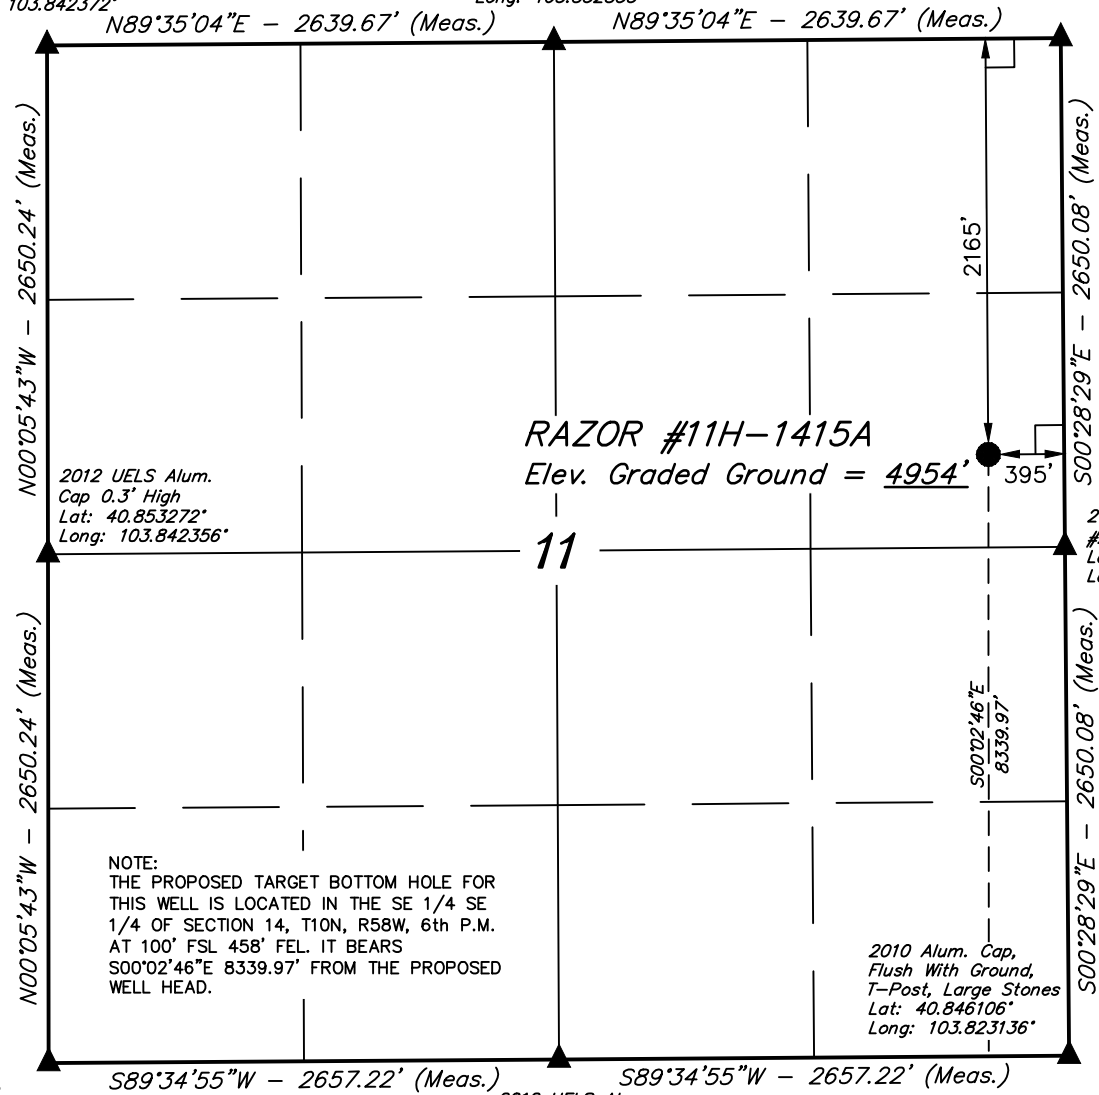 103.842372°
N89°35'04"E – 2639.67' (Meas.)
N89°35'04"E – 2639.67' (Meas.)
N00°05'43"W – 2650.24' (Meas.)
2165'
S00°28'29"E – 2650.08' (Meas.)
RAZOR #11H–1415A
Elev. Graded Ground = 4954'
395'
2012 UELS Alum.
Cap 0.3' High
Lat: 40.853272°
Long: 103.842356°
11
N00°05'43"W – 2650.24' (Meas.)
S00°02'46"E
8339.97'
S00°28'29"E – 2650.08' (Meas.)
NOTE:
THE PROPOSED TARGET BOTTOM HOLE FOR
THIS WELL IS LOCATED IN THE SE 1/4 SE
1/4 OF SECTION 14, T10N, R58W, 6th P.M.
AT 100' FSL 458' FEL. IT BEARS
S00°02'46"E 8339.97' FROM THE PROPOSED
WELL HEAD.
2010 Alum. Cap,
Flush With Ground,
T–Post, Large Stones
Lat: 40.846106°
Long: 103.823136°
S89°34'55"W – 2657.22' (Meas.)
S89°34'55"W – 2657.22' (Meas.)